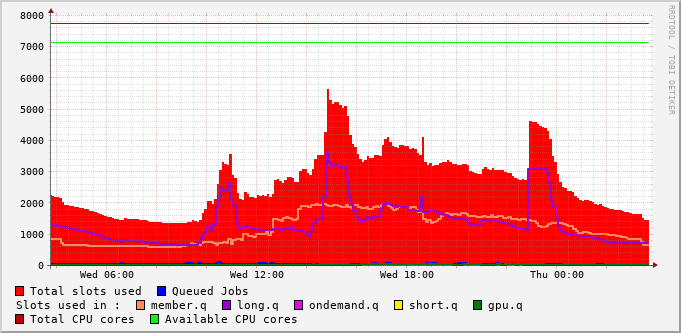 8000
7000
6000
5000
4000
3000
2000
1000
0
Wed 06:00 Wed 12:00 Wed 18:00 Thu 00:00
Total slots used Queued Jobs
Slots used in : member.q long.q ondemand.q short.q gpu.q
Total CPU cores Available CPU cores
RRDTOOL / TOBI OETIKER